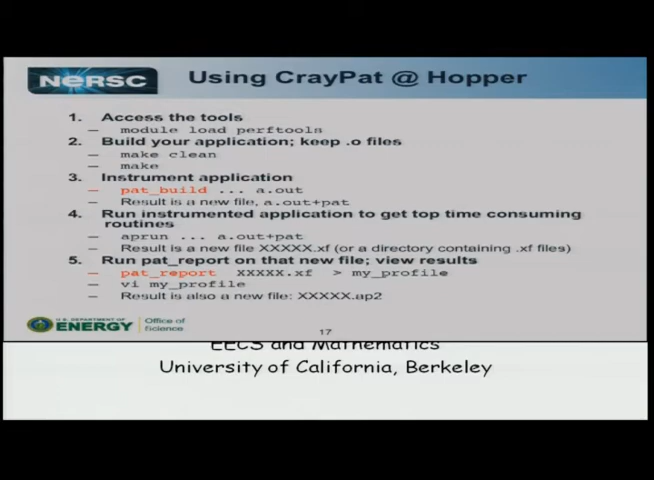 NERSC
Using CrayPat @ Hopper
1. Access the tools
– module load perftools
2. Build your application; keep .o files
– make clean
– make
3. Instrument application
– pat_build ... a.out
– Result is a new file, a.out+pat
4. Run instrumented application to get top time consuming
routines
– aprun ... a.out+pat
– Result is a new file XXXXX.xf (or a directory containing .xf files)
5. Run pat_report on that new file; view results
– pat_report XXXXX.xf > my_profile
– vi my_profile
– Result is also a new file: XXXXX.ap2
U.S. DEPARTMENT OF
ENERGY
Office of
Science
17
EECS and Mathematics
University of California, Berkeley